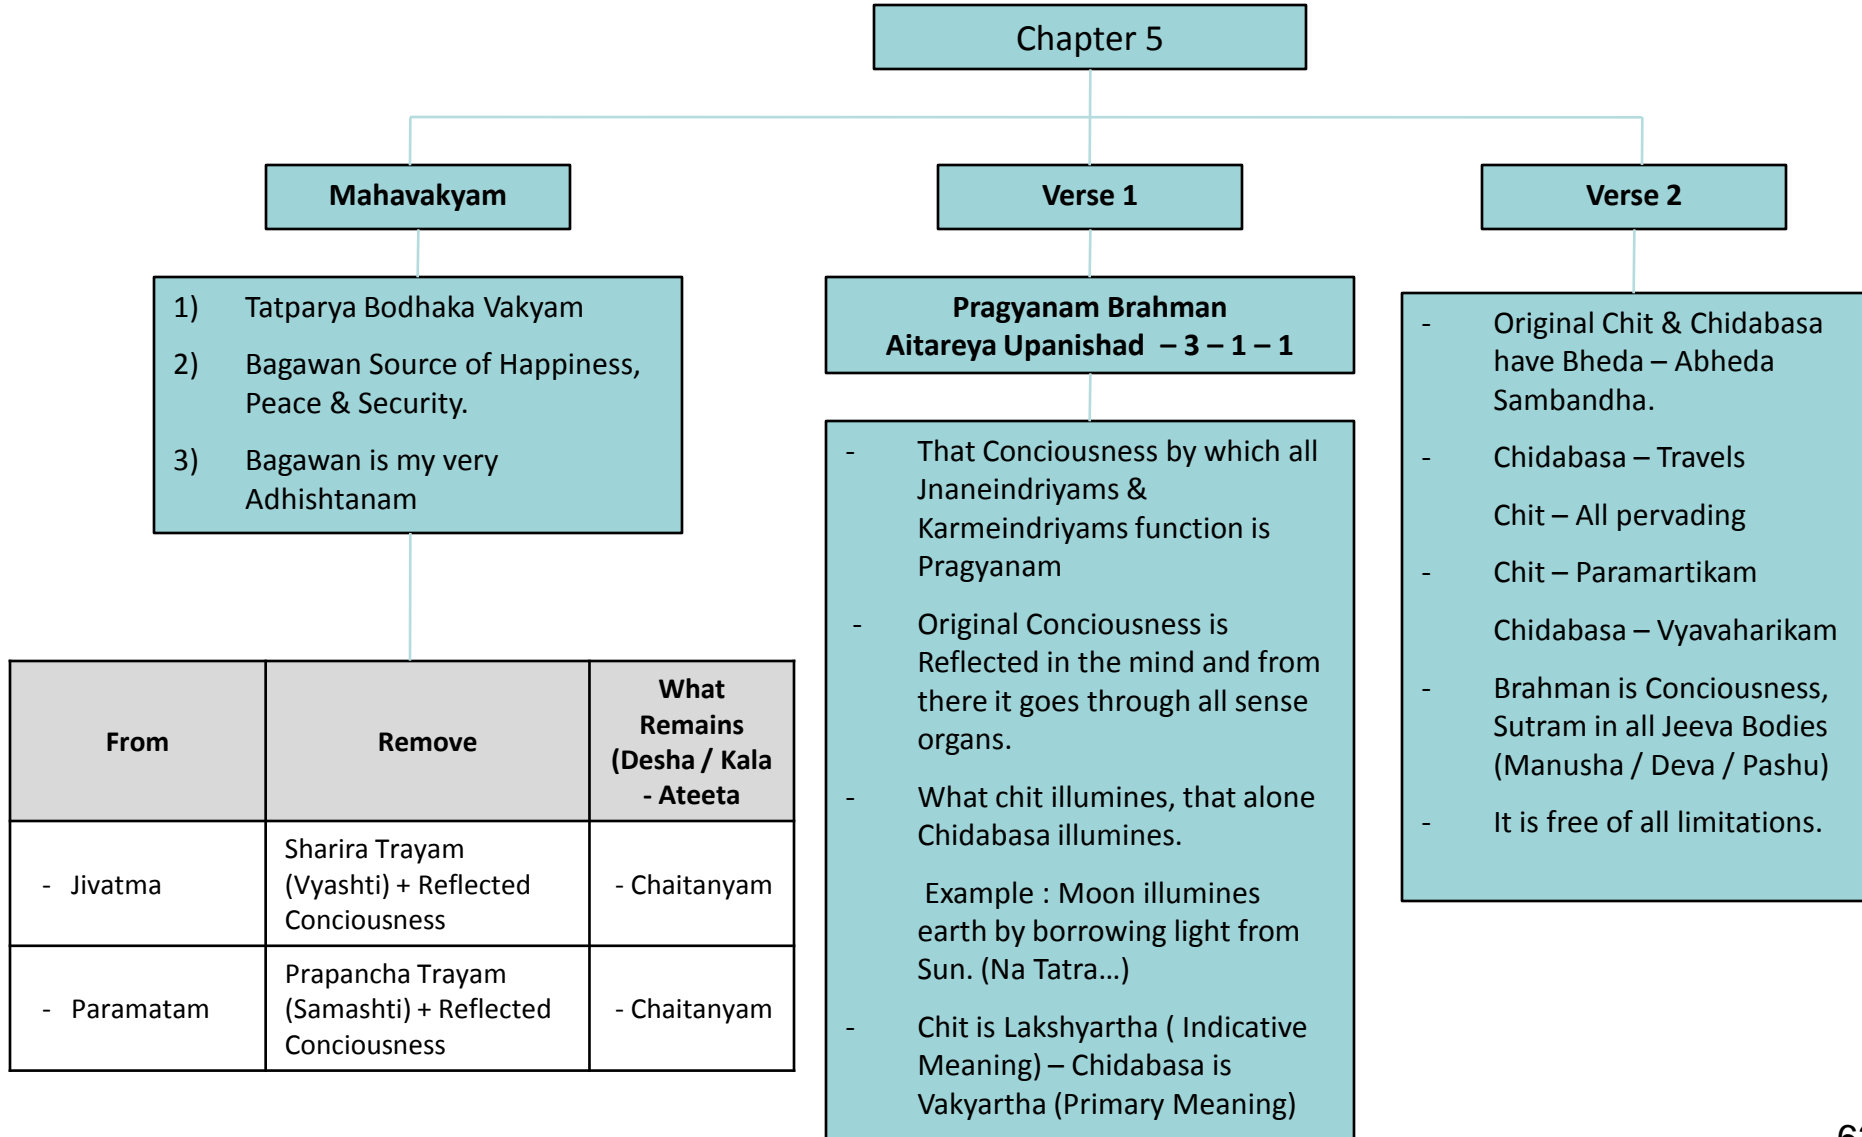 Chapter 5
Mahavakyam
1) Tatparya Bodhaka Vakyam
2) Bagawan Source of Happiness,
Peace & Security.
3) Bagawan is my very
Adhishtanam
From Remove What
Remains
(Desha / Kala
- Ateeta
- Jivatma
Sharira Trayam
(Vyashti) + Reflected
Conciousness
- Chaitanyam
- Paramatam
Prapancha Trayam
(Samashti) + Reflected
Conciousness
- Chaitanyam
Verse 1
Pragyanam Brahman
Aitareya Upanishad – 3 – 1 – 1
- That Conciousness by which all
Jnaneindriyams &
Karmeindriyams function is
Pragyanam
- Original Conciousness is
Reflected in the mind and from
there it goes through all sense
organs.
- What chit illumines, that alone
Chidabasa illumines.
Example : Moon illumines
earth by borrowing light from
Sun. (Na Tatra...)
- Chit is Lakshyartha ( Indicative
Meaning) – Chidabasa is
Vakyartha (Primary Meaning)
Verse 2
- Original Chit & Chidabasa
have Bheda – Abheda
Sambandha.
- Chidabasa – Travels
Chit – All pervading
- Chit – Paramartikam
Chidabasa – Vyavaharikam
- Brahman is Conciousness,
Sutram in all Jeeva Bodies
(Manusha / Deva / Pashu)
- It is free of all limitations.